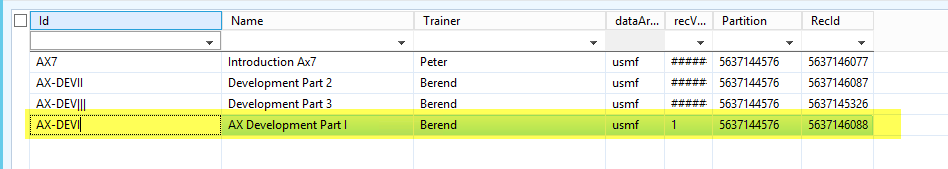 Id Name Trainer dataAr... recV... Partition RecId
AX7 Introduction Ax7 Peter usmf ##### 5637144576 5637146077
AX-DEVII Development Part 2 Berend usmf ##### 5637144576 5637146087
AX-DEV||| Development Part 3 Berend usmf ##### 5637144576 5637145326
AX-DEVI AX Development Part I Berend usmf 1 5637144576 5637146088